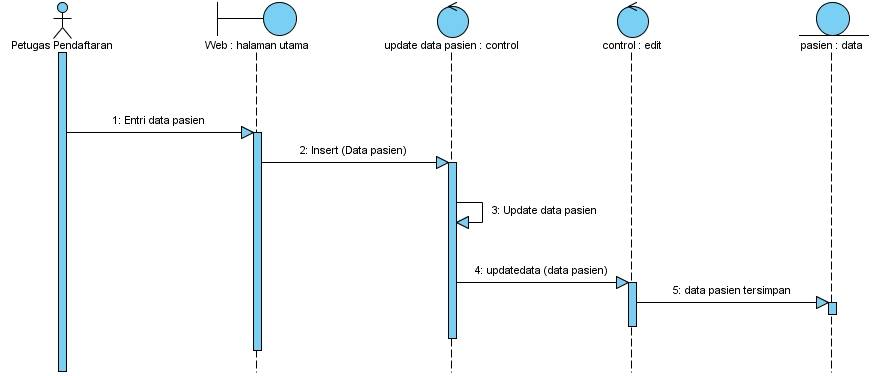 Petugas Pendaftaran
Web : halaman utama
update data pasien : control
control : edit
pasien : data
1: Entri data pasien
2: Insert (Data pasien)
3: Update data pasien
4: updatedata (data pasien)
5: data pasien tersimpan